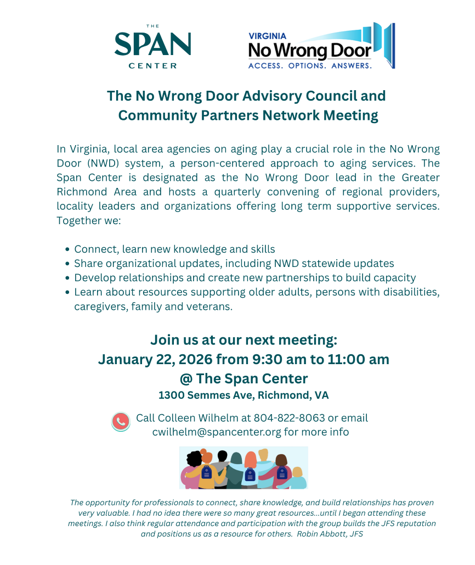 THE
SPAN
CENTER
VIRGINIA
No Wrong Door
ACCESS. OPTIONS. ANSWERS.
The No Wrong Door Advisory Council and
Community Partners Network Meeting
In Virginia, local area agencies on aging play a crucial role in the No Wrong
Door (NWD) system, a person-centered approach to aging services. The
Span Center is designated as the No Wrong Door lead in the Greater
Richmond Area and hosts a quarterly convening of regional providers,
locality leaders and organizations offering long term supportive services.
Together we:
• Connect, learn new knowledge and skills
• Share organizational updates, including NWD statewide updates
• Develop relationships and create new partnerships to build capacity
• Learn about resources supporting older adults, persons with disabilities,
caregivers, family and veterans.
Join us at our next meeting:
January 22, 2026 from 9:30 am to 11:00 am
@ The Span Center
1300 Semmes Ave, Richmond, VA
Call Colleen Wilhelm at 804-822-8063 or email
cwilhelm@spancenter.org for more info
The opportunity for professionals to connect, share knowledge, and build relationships has proven
very valuable. I had no idea there were so many great resources...until I began attending these
meetings. I also think regular attendance and participation with the group builds the JFS reputation
and positions us as a resource for others. Robin Abbott, JFS